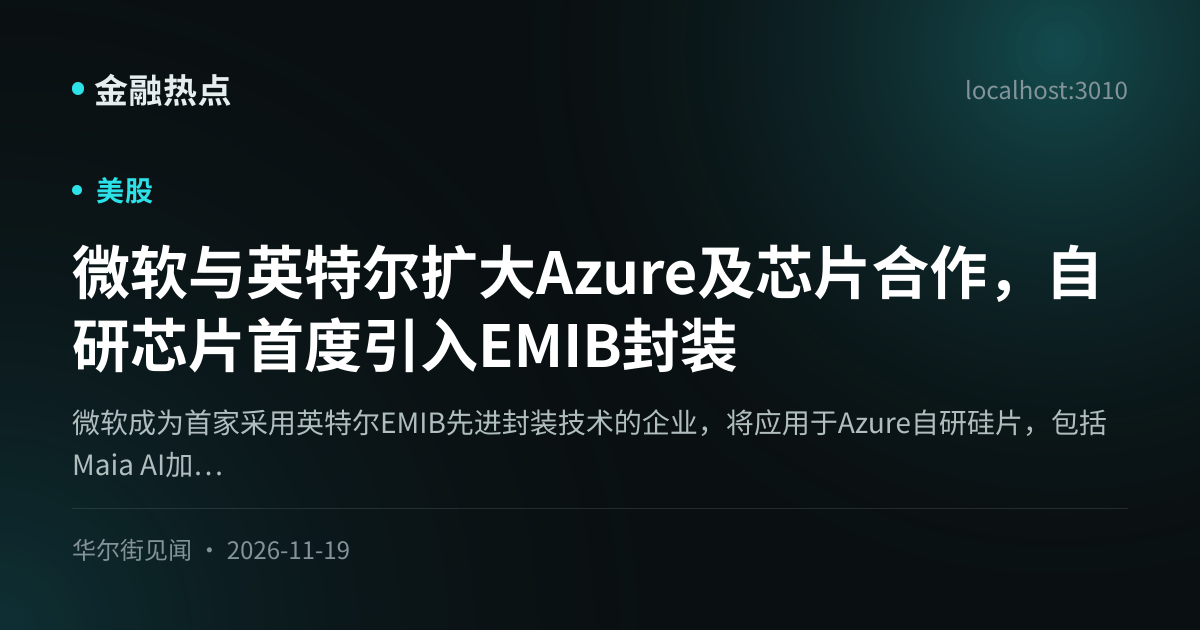 金融热点
localhost:3010
美股
微软与英特尔扩大Azure及芯片合作，自
研芯片首度引入EMIB封装
微软成为首家采用英特尔EMIB先进封装技术的企业，将应用于Azure自研硅片，包括
Maia AI加…
华尔街见闻 · 2026-11-19